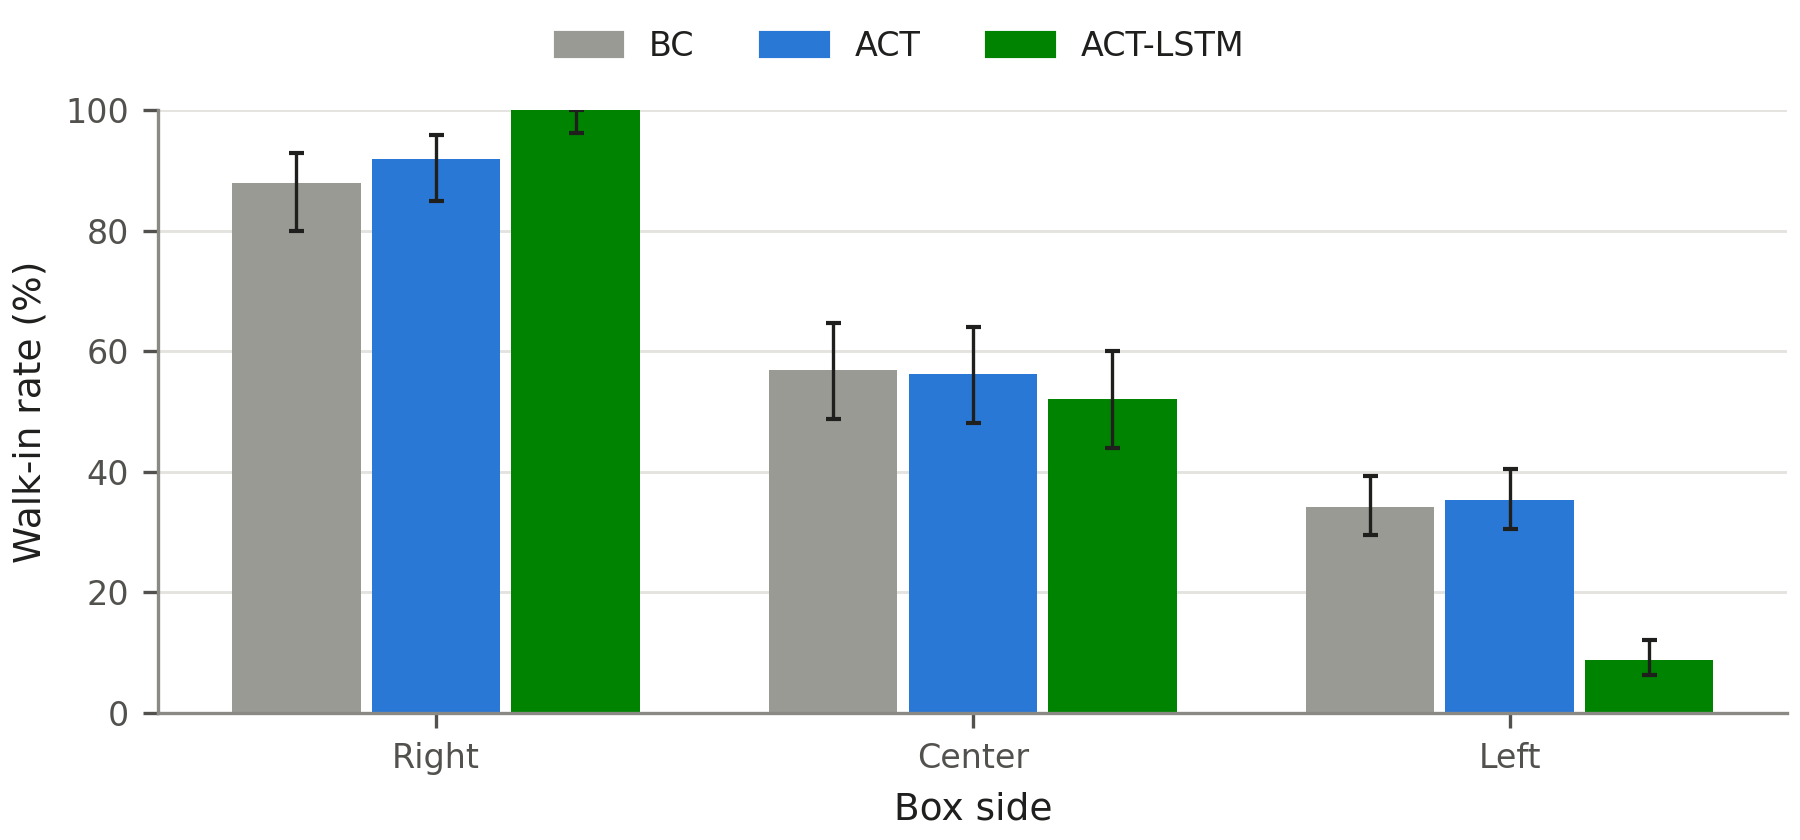 BC ACT ACT-LSTM
Walk-in rate (%)
100
80
60
40
20
0
Right Center Left
Box side